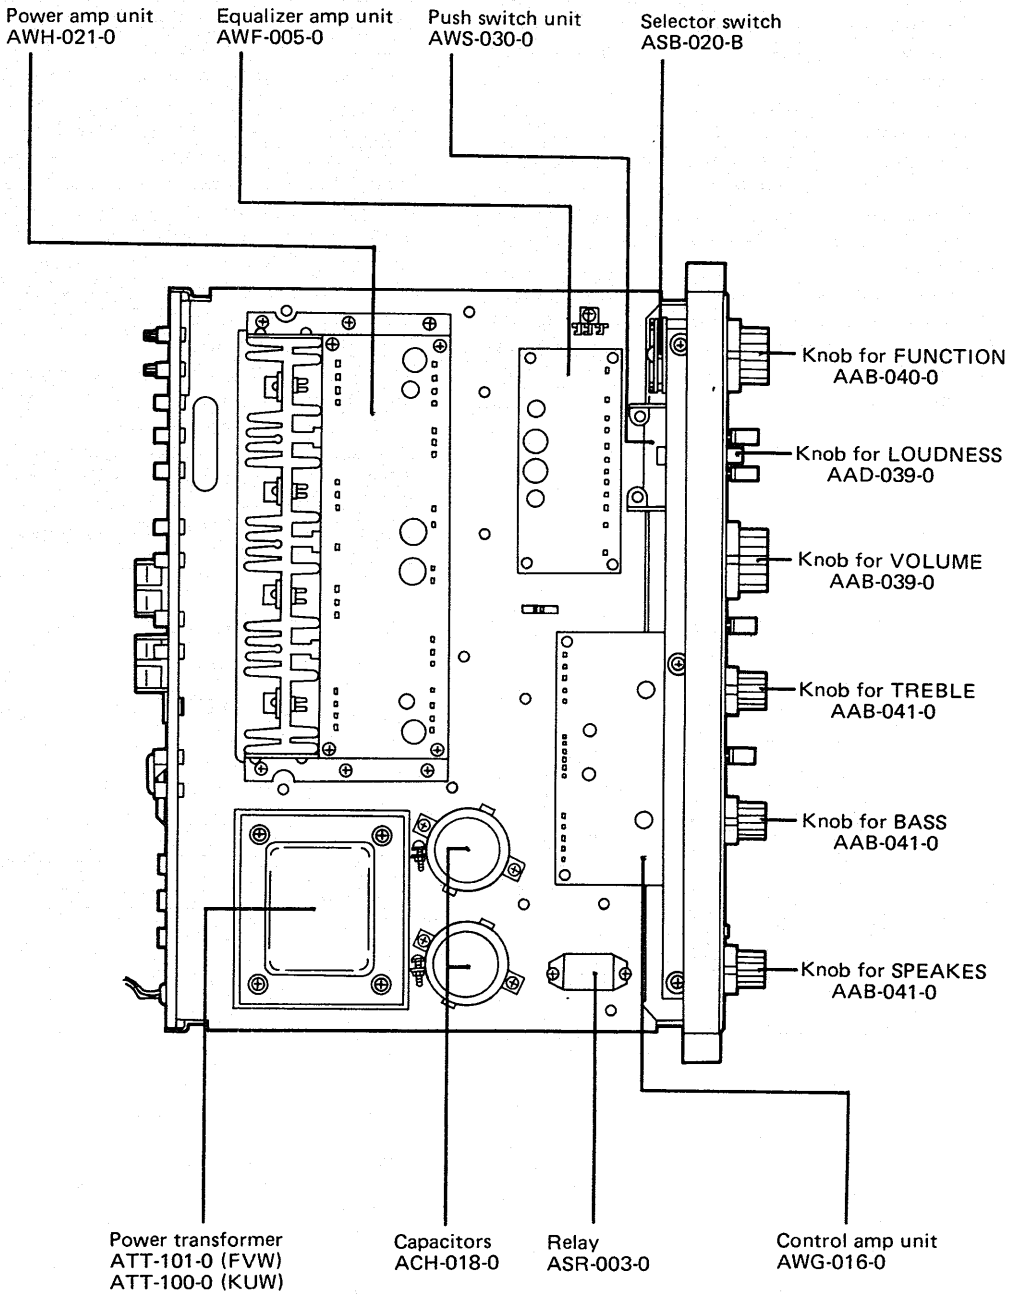 Power amp unit
AWH-021-0
Equalizer amp unit
AWF-005-0
Push switch unit
AWS-030-0
Selector switch
ASB-020-B
Knob for FUNCTION
AAB-040-0
Knob for LOUDNESS
AAD-039-0
Knob for VOLUME
AAB-039-0
Knob for TREBLE
AAB-041-0
Knob for BASS
AAB-041-0
Knob for SPEAKES
AAB-041-0
Power transformer
ATT-101-0 (FVW)
ATT-100-0 (KUW)
Capacitors
ACH-018-0
Relay
ASR-003-0
Control amp unit
AWG-016-0